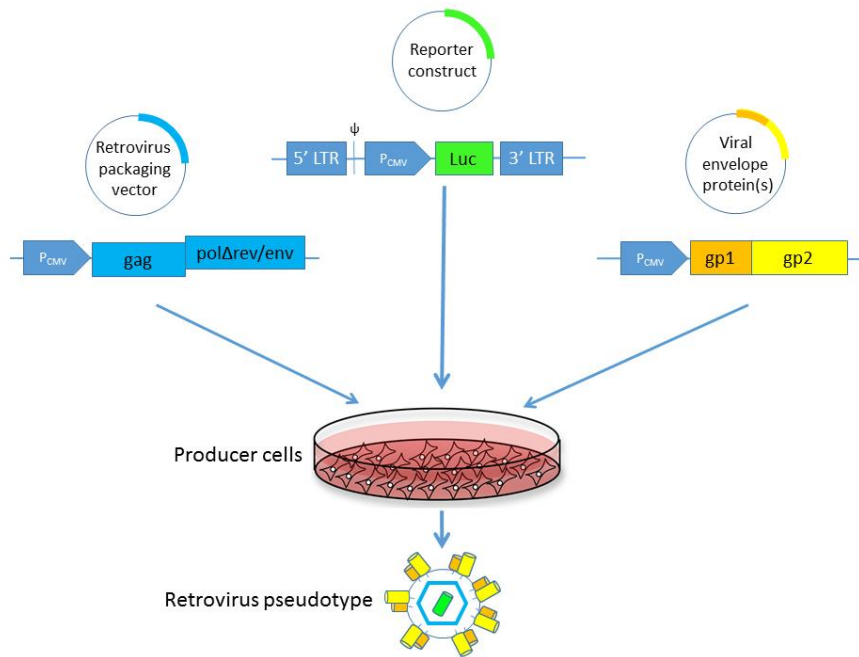 Reporter
construct
Retrovirus
packaging
vector
Viral
envelope
protein(s)
5' LTR
ψ
PCMV
Luc
3' LTR
PCMV
gag
polΔrev/env
PCMV
gp1
gp2
Producer cells
Retrovirus pseudotype